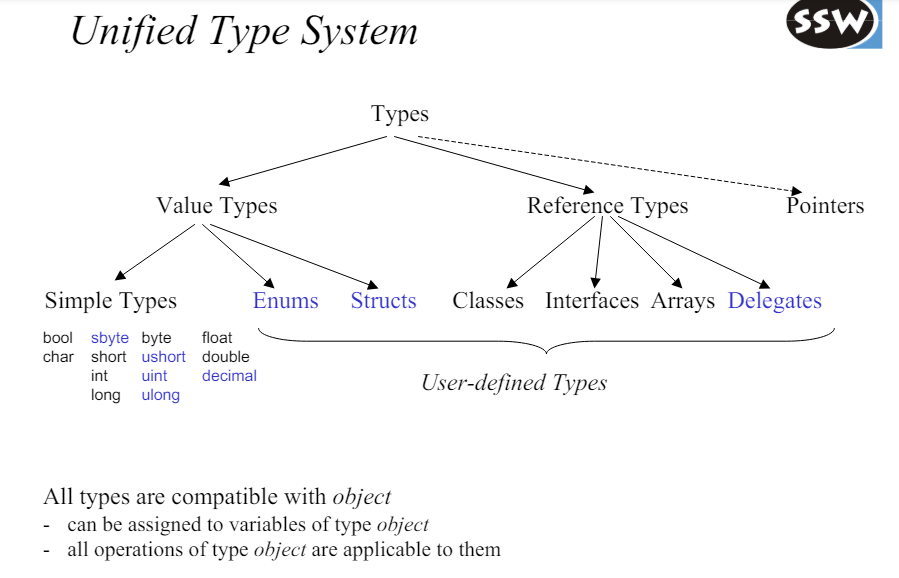 Unified Type System
SSW
Types
Value Types Reference Types Pointers
Simple Types Enums Structs Classes Interfaces Arrays Delegates
bool sbyte byte float
char short ushort double
int uint decimal
long ulong
User-defined Types
All types are compatible with object
- can be assigned to variables of type object
- all operations of type object are applicable to them